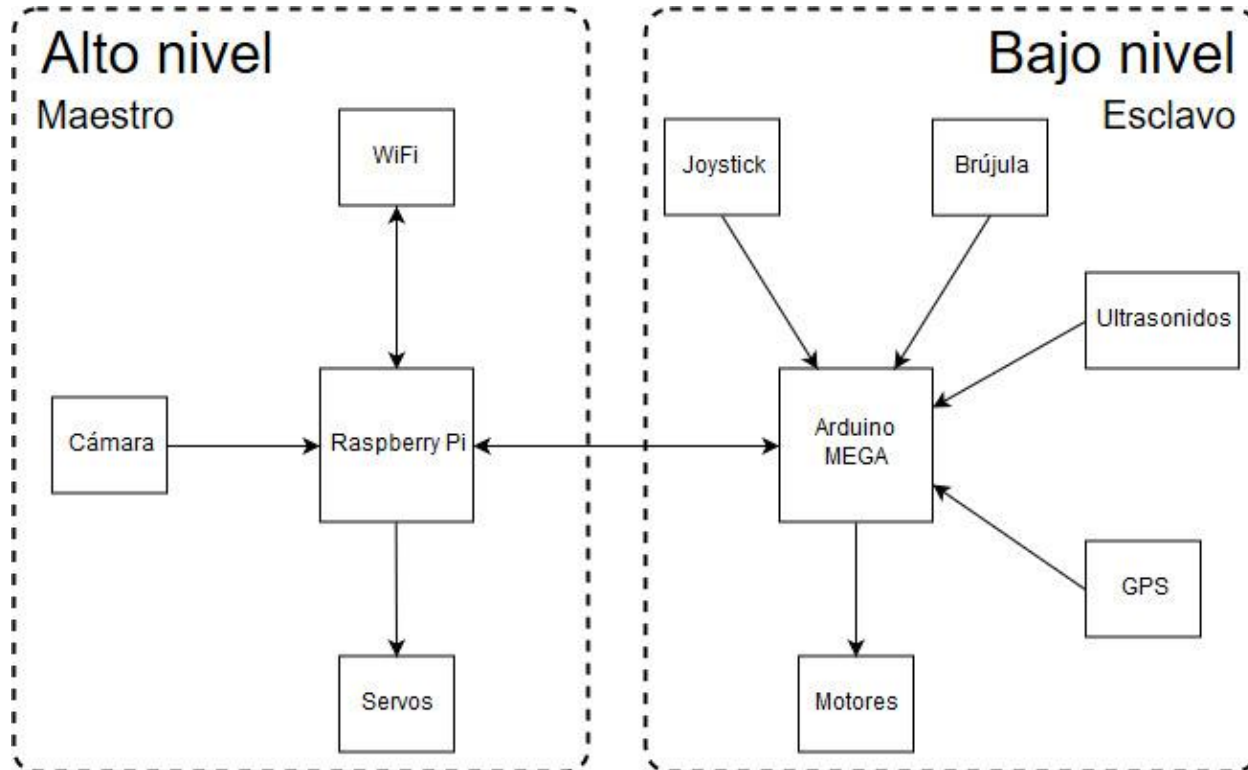 Alto nivel
Maestro
WiFi
Cámara
Raspberry Pi
Servos
Bajo nivel
Esclavo
Joystick
Brújula
Ultrasonidos
Arduino
MEGA
GPS
Motores